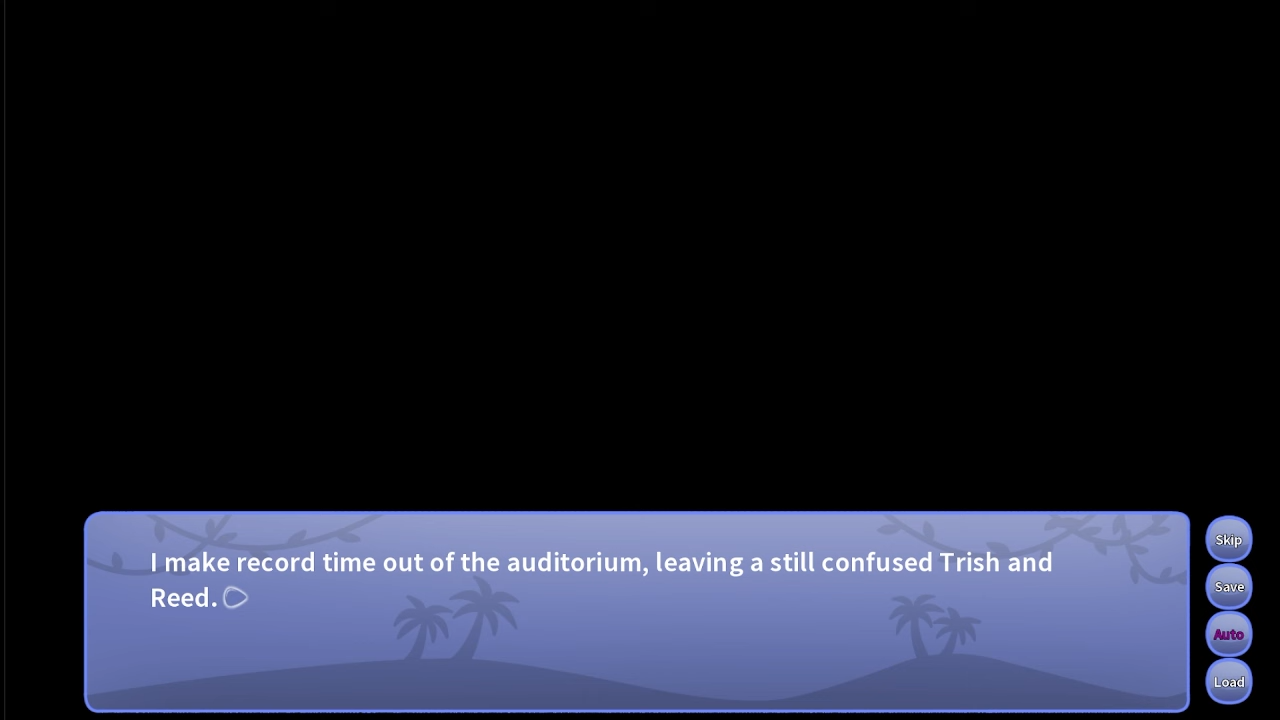 I make record time out of the auditorium, leaving a still confused Trish and
Reed.
Skip
Save
Auto
Load